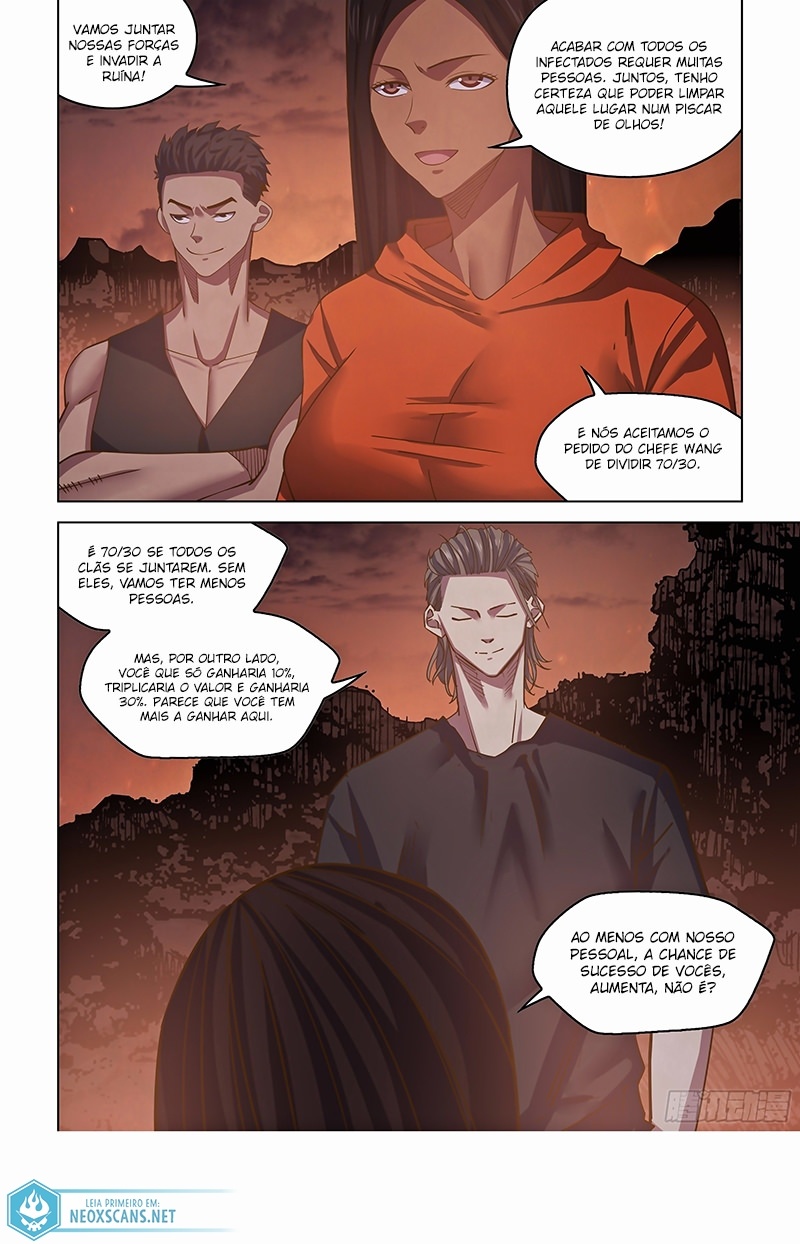 VAMOS JUNTAR
NOSSAS FORÇAS
E INVADIR A
RUÍNA!
ACABAR COM TODOS OS
INFECTADOS REQUER MUITAS
PESSOAS. JUNTOS, TENHO
CERTEZA QUE PODER LIMPAR
AQUELE LUGAR NUM PISCAR
DE OLHOS!
E NÓS ACEITAMOS O
PEDIDO DO CHEFE WANG
DE DIVIDIR 70/30.
É 70/30 SE TODOS OS
CLÃS SE JUNTAREM. SEM
ELES, VAMOS TER MENOS
PESSOAS.
MAS, POR OUTRO LADO,
VOCÊ QUE SÓ GANHARIA 10%,
TRIPLICARIA O VALOR E GANHARIA
30%. PARECE QUE VOCÊ TEM
MAIS A GANHAR AQUI.
AO MENOS COM NOSSO
PESSOAL, A CHANCE DE
SUCESSO DE VOCÊS,
AUMENTA, NÃO É?
腾讯动漫
LEIA PRIMEIRO EM:
NEOXSCANS.NET